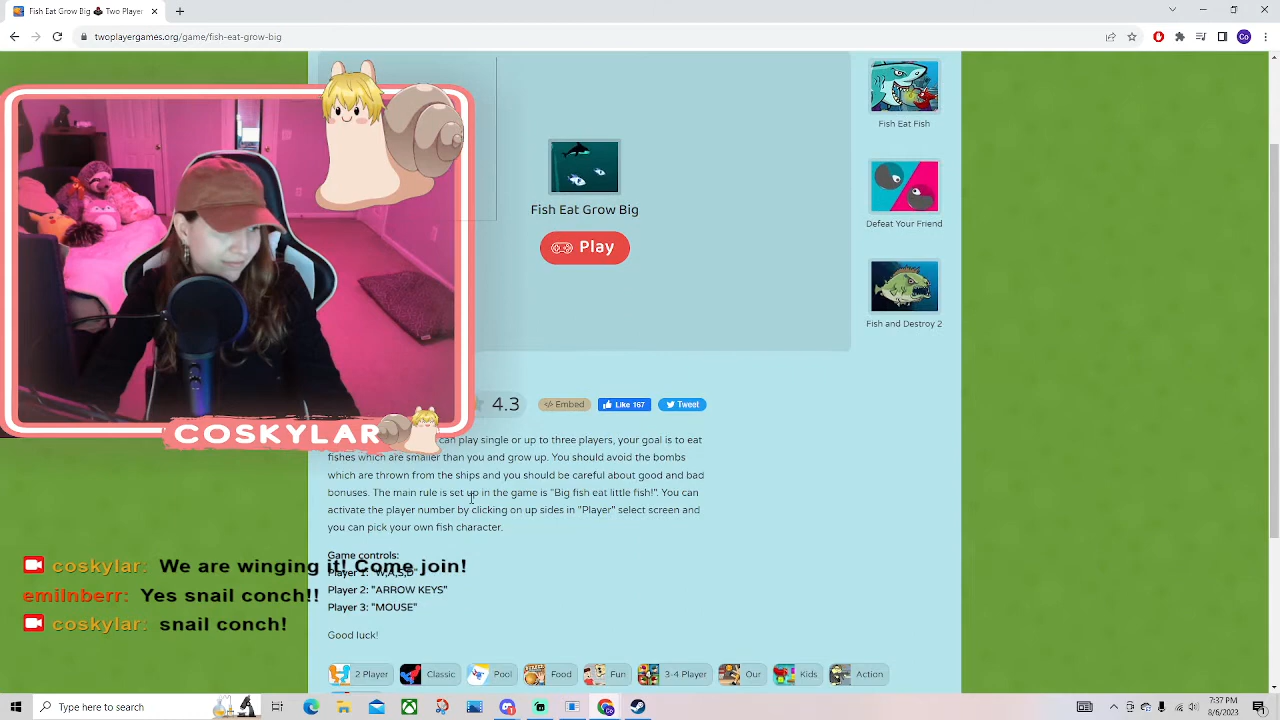 Fish Eat Grow Big
Two Player
twoplayergames.org/game/fish-eat-grow-big
Co
Fish Eat Fish
Fish Eat Grow Big
Defeat Your Friend
Play
Fish and Destroy 2
4.3
</> Embed
Like 167
Tweet
COSKYLAR
can play single or up to three players, your goal is to eat
fishes which are smaller than you and grow up. You should avoid the bombs
which are thrown from the ships and you should be careful about good and bad
bonuses. The main rule is set up in the game is "Big fish eat little fish!". You can
activate the player number by clicking on up sides in "Player" select screen and
you can pick your own fish character.
Game controls:
Player 1: "W,A,S,D"
Player 2: "ARROW KEYS"
Player 3: "MOUSE"
Good luck!
coskylar: We are winging it! Come join!
emilnberr: Yes snail conch!!
coskylar: snail conch!
2 Player
Classic
Pool
Food
Fun
3-4 Player
Our
Kids
Action
Type here to search
7:37 PM
8/6/2023